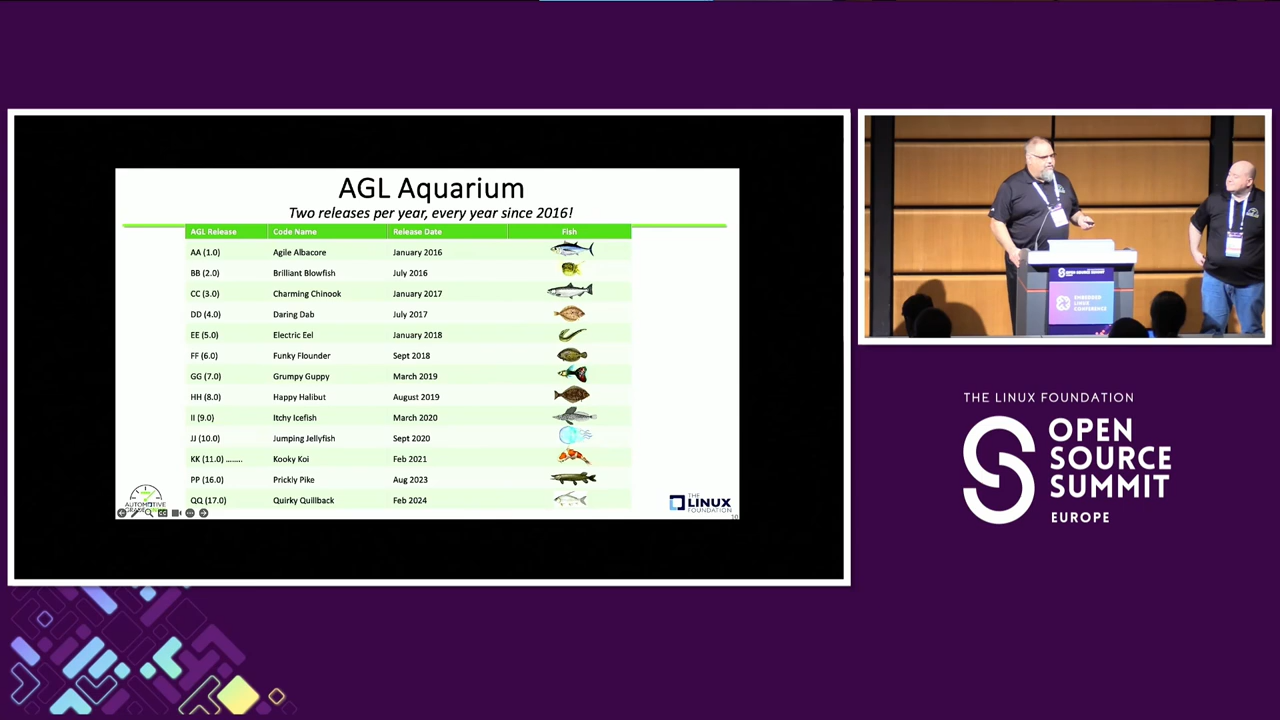 AGL Aquarium
Two releases per year, every year since 2016!
AGL Release Code Name Release Date Fish
AA (1.0) Agile Albacore January 2016
BB (2.0) Brilliant Blowfish July 2016
CC (3.0) Charming Chinook January 2017
DD (4.0) Daring Dab July 2017
EE (5.0) Electric Eel January 2018
FF (6.0) Funky Flounder Sept 2018
GG (7.0) Grumpy Guppy March 2019
HH (8.0) Happy Halibut August 2019
II (9.0) Itchy Icefish March 2020
JJ (10.0) Jumping Jellyfish Sept 2020
KK (11.0) ........ Kooky Koi Feb 2021
PP (16.0) Prickly Pike Aug 2023
QQ (17.0) Quirky Quillback Feb 2024
AUTOMOTIVE
THE
LINUX
FOUNDATION
10
OPEN SOURCE SUMMIT
EMBEDDED
LINUX
CONFERENCE
THE LINUX FOUNDATION
OPEN
SOURCE
SUMMIT
EUROPE